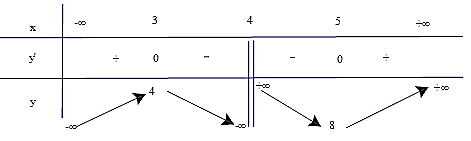 x -∞ 3 4 5 ÷∞
y' ÷ 0 - - 0 ÷
y -∞ 4 -∞ ÷∞ 8 ÷∞